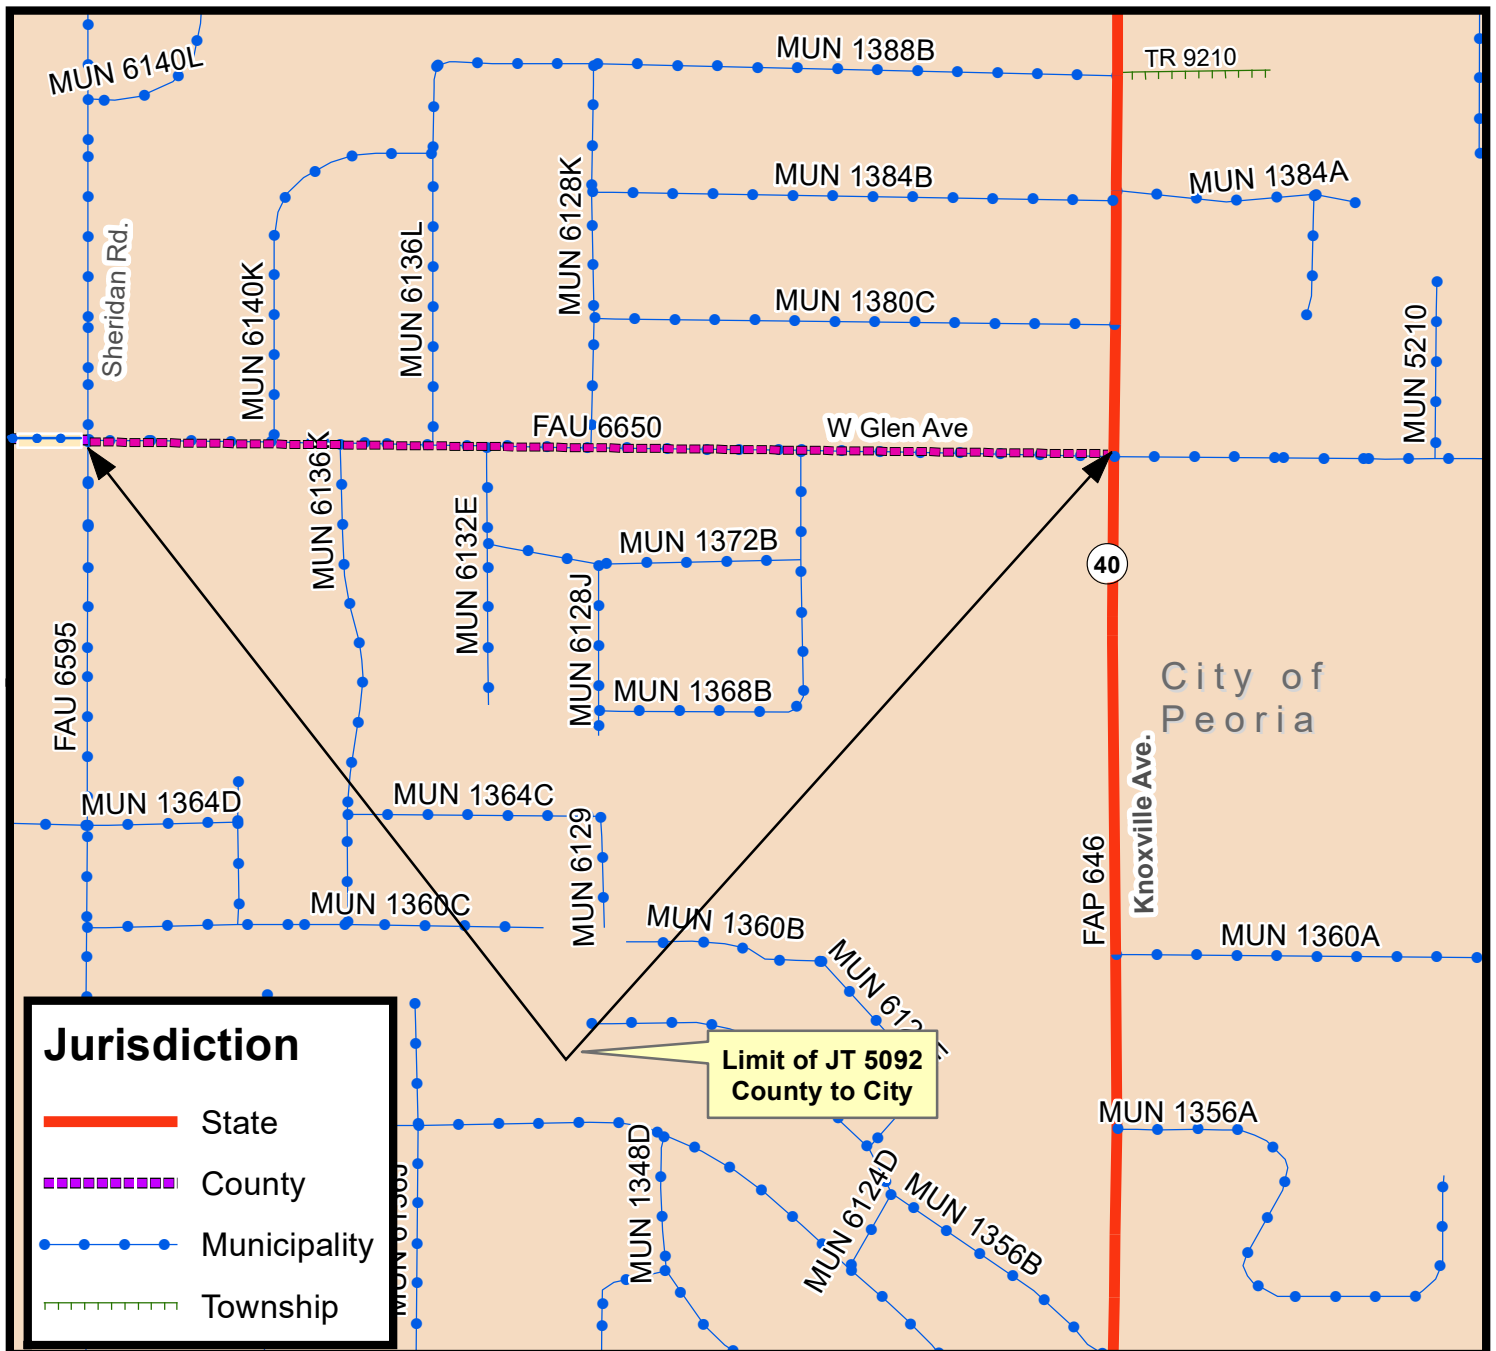 MUN 1388B
TR 9210
MUN 6140L
MUN 1384B
MUN 1384A
MUN 6128K
Sheridan Rd.
MUN 6136L
MUN 6140K
MUN 1380C
MUN 5210
FAU 6650
W Glen Ave
MUN 6136K
MUN 6132E
MUN 1372B
40
MUN 6128J
FAU 6595
City of
Peoria
MUN 1368B
Knoxville Ave.
MUN 1364D
MUN 1364C
MUN 6129
FAP 646
MUN 1360C
MUN 1360B
MUN 1360A
MUN
Jurisdiction
State
County
Municipality
Township
Limit of JT 5092
County to City
MUN 1356A
MUN 1348D
MUN 6124D
MUN 1356B